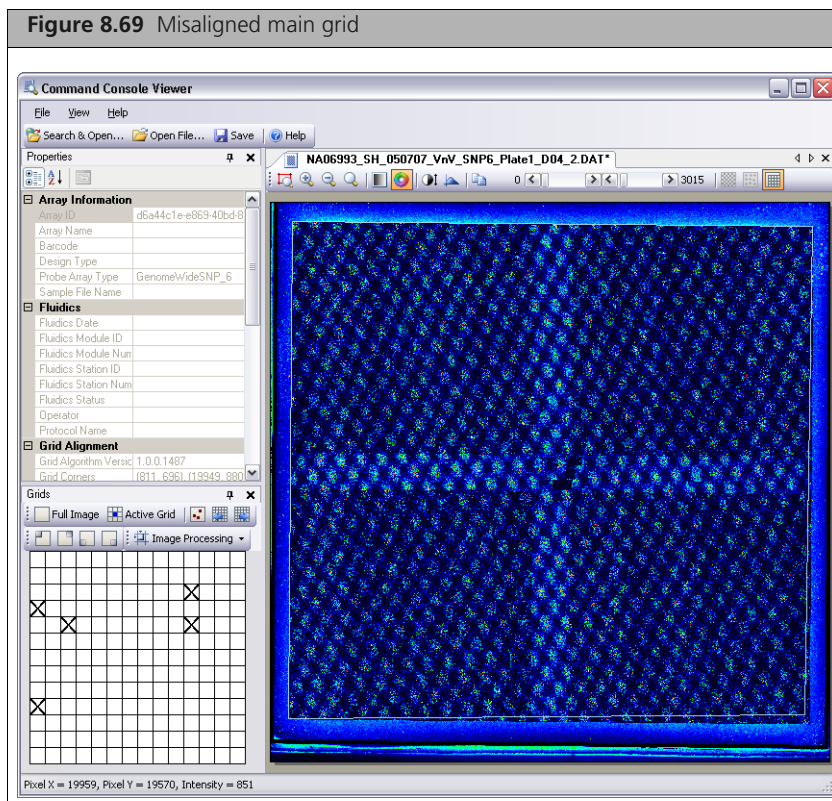 Figure 8.69 Misaligned main grid
Command Console Viewer
File View Help
Search & Open... Open File... Save Help
Properties
NA06993_SH_050707_VnV_SNP6_Plate1_D04_2.DAT*
0 3015
Array Information
Array ID d6a44c1e-e869-40bd-8
Array Name
Barcode
Design Type
Probe Array Type GenomeWideSNP_6
Sample File Name
Fluidics
Fluidics Date
Fluidics Module ID
Fluidics Module Num
Fluidics Station ID
Fluidics Station Num
Fluidics Status
Operator
Protocol Name
Grid Alignment
Grid Algorithm Versic 1.0.0.1487
Grid Corners (811, 696), (19949, 880
Grids
Full Image Active Grid
Image Processing
Pixel X = 19959, Pixel Y = 19570, Intensity = 851